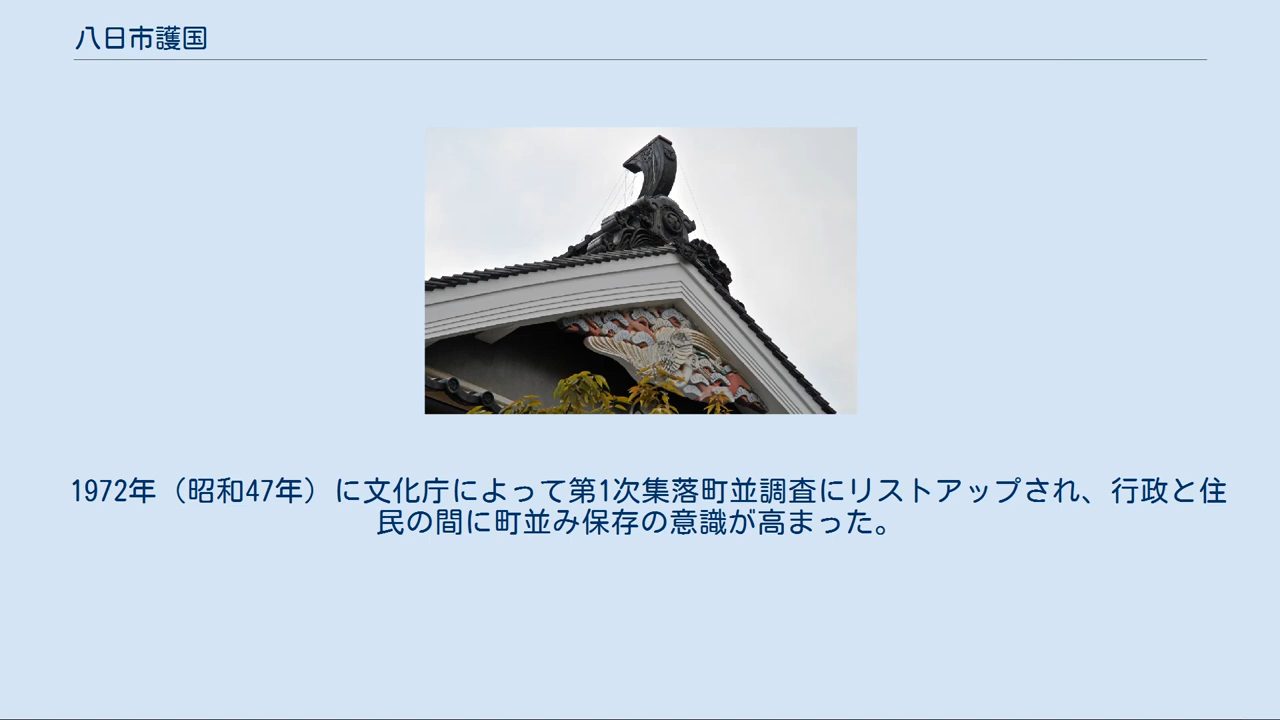 八日市護国
1972年（昭和47年）に文化庁によって第1次集落町並調査にリストアップされ、行政と住
民の間に町並み保存の意識が高まった。